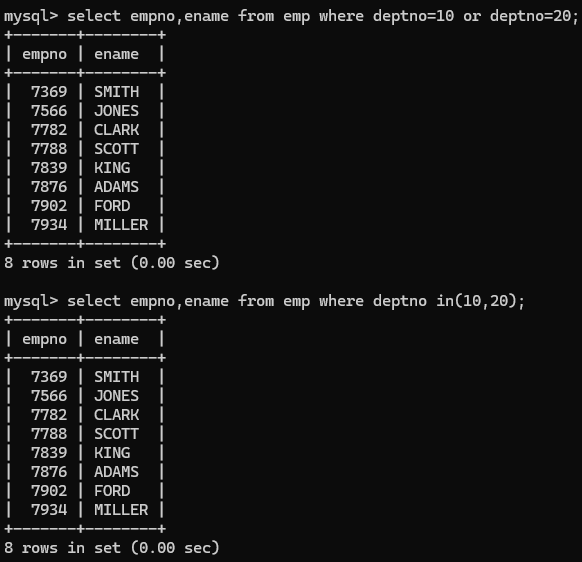 mysql> select empno,ename from emp where deptno=10 or deptno=20;
+-------+--------+
| empno | ename  |
+-------+--------+
|  7369 | SMITH  |
|  7566 | JONES  |
|  7782 | CLARK  |
|  7788 | SCOTT  |
|  7839 | KING   |
|  7876 | ADAMS  |
|  7902 | FORD   |
|  7934 | MILLER |
+-------+--------+
8 rows in set (0.00 sec)

mysql> select empno,ename from emp where deptno in(10,20);
+-------+--------+
| empno | ename  |
+-------+--------+
|  7369 | SMITH  |
|  7566 | JONES  |
|  7782 | CLARK  |
|  7788 | SCOTT  |
|  7839 | KING   |
|  7876 | ADAMS  |
|  7902 | FORD   |
|  7934 | MILLER |
+-------+--------+
8 rows in set (0.00 sec)